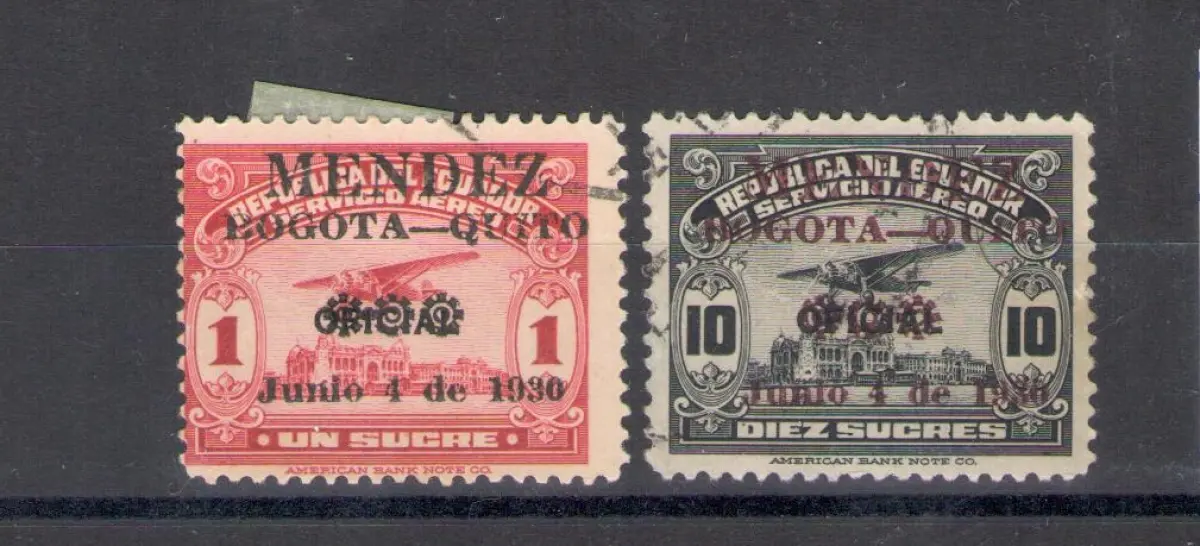 MENDEZ
REPUBLICA DEL ECUADOR
SERVICIO AEREO
BOGOTA—QUITO
1 OFICIAL 1
Junio 4 de 1930
· UN SUCRE ·
AMERICAN BANK NOTE CO.
REPUBLICA DEL ECUADOR
SERVICIO AEREO
BOGOTA—QUITO
10 OFICIAL 10
Junio 4 de 1930
DIEZ SUCRES
AMERICAN BANK NOTE CO.